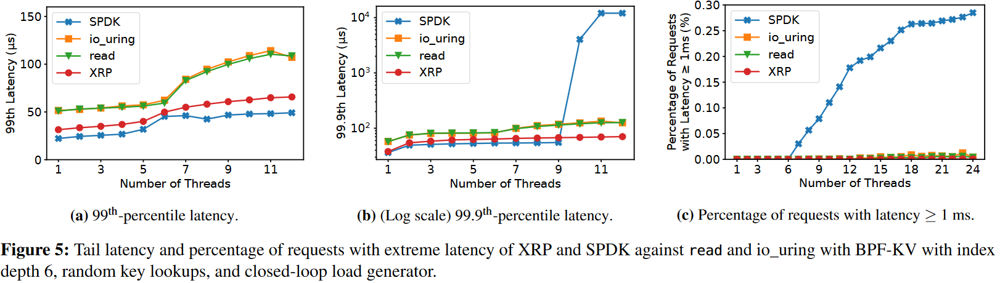 150
100
50
0
99th Latency (µs)
SPDK
io_uring
read
XRP
1 3 5 7 9 11
Number of Threads
(a) 99th-percentile latency.
10^4
10^3
10^2
99.9th Latency (µs)
SPDK
io_uring
read
XRP
1 3 5 7 9 11
Number of Threads
(b) (Log scale) 99.9th-percentile latency.
0.30
0.25
0.20
0.15
0.10
0.05
0.00
Percentage of Requests
with Latency ≥ 1ms (%)
SPDK
io_uring
read
XRP
1 3 6 9 12 15 18 21 24
Number of Threads
(c) Percentage of requests with latency ≥ 1 ms.
Figure 5: Tail latency and percentage of requests with extreme latency of XRP and SPDK against read and io_uring with BPF-KV with index
depth 6, random key lookups, and closed-loop load generator.